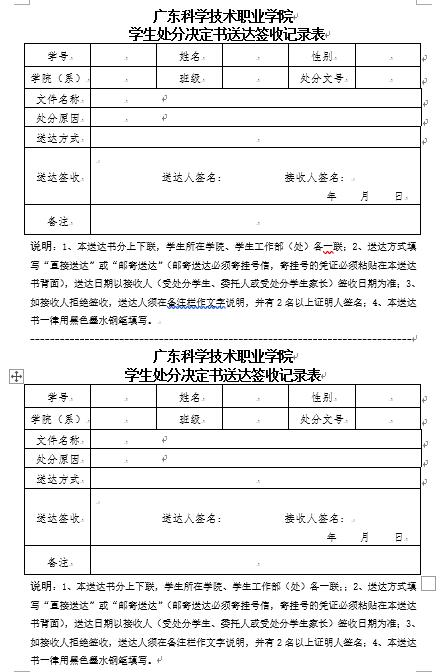 广东科学技术职业学院
学生处分决定书送达签收记录表
学号 姓名 性别
学院（系） 班级 处分文号
文件名称
处分原因
送达方式
送达签收 送达人签名： 接收人签名：
年 月 日
备注
说明：1、本送达书分上下联，学生所在学院、学生工作部（处）各一联；2、送达方式填
写“直接送达”或“邮寄送达”（邮寄送达必须寄挂号信，寄挂号的凭证必须粘贴在本送达
书背面），送达日期以接收人（受处分学生、委托人或受处分学生家长）签收日期为准；3、
如接收人拒绝签收，送达人须在备注栏作文字说明，并有2名以上证明人签名；4、本送达
书一律用黑色墨水钢笔填写。
广东科学技术职业学院
学生处分决定书送达签收记录表
学号 姓名 性别
学院（系） 班级 处分文号
文件名称
处分原因
送达方式
送达签收 送达人签名： 接收人签名：
年 月 日
备注
说明：1、本送达书分上下联，学生所在学院、学生工作部（处）各一联；；2、送达方式填
写“直接送达”或“邮寄送达”（邮寄送达必须寄挂号信，寄挂号的凭证必须粘贴在本送达
书背面），送达日期以接收人（受处分学生、委托人或受处分学生家长）签收日期为准；3、
如接收人拒绝签收，送达人须在备注栏作文字说明，并有2名以上证明人签名；4、本送达
书一律用黑色墨水钢笔填写。